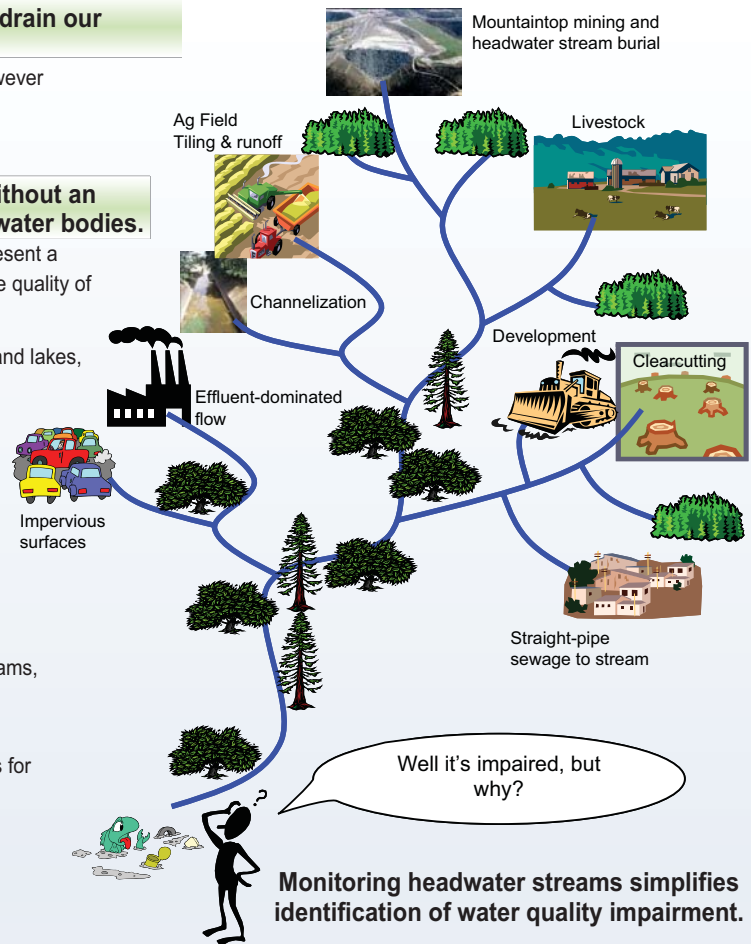 drain our
vever
ithout an
water bodies.
esent a
e quality of
and lakes,
ams,
s for
Mountaintop mining and
headwater stream burial
Ag Field
Tiling & runoff
Livestock
Channelization
Development
Clearcutting
Effluent-dominated
flow
Impervious
surfaces
Straight-pipe
sewage to stream
?
Well it’s impaired, but
why?
Monitoring headwater streams simplifies
identification of water quality impairment.